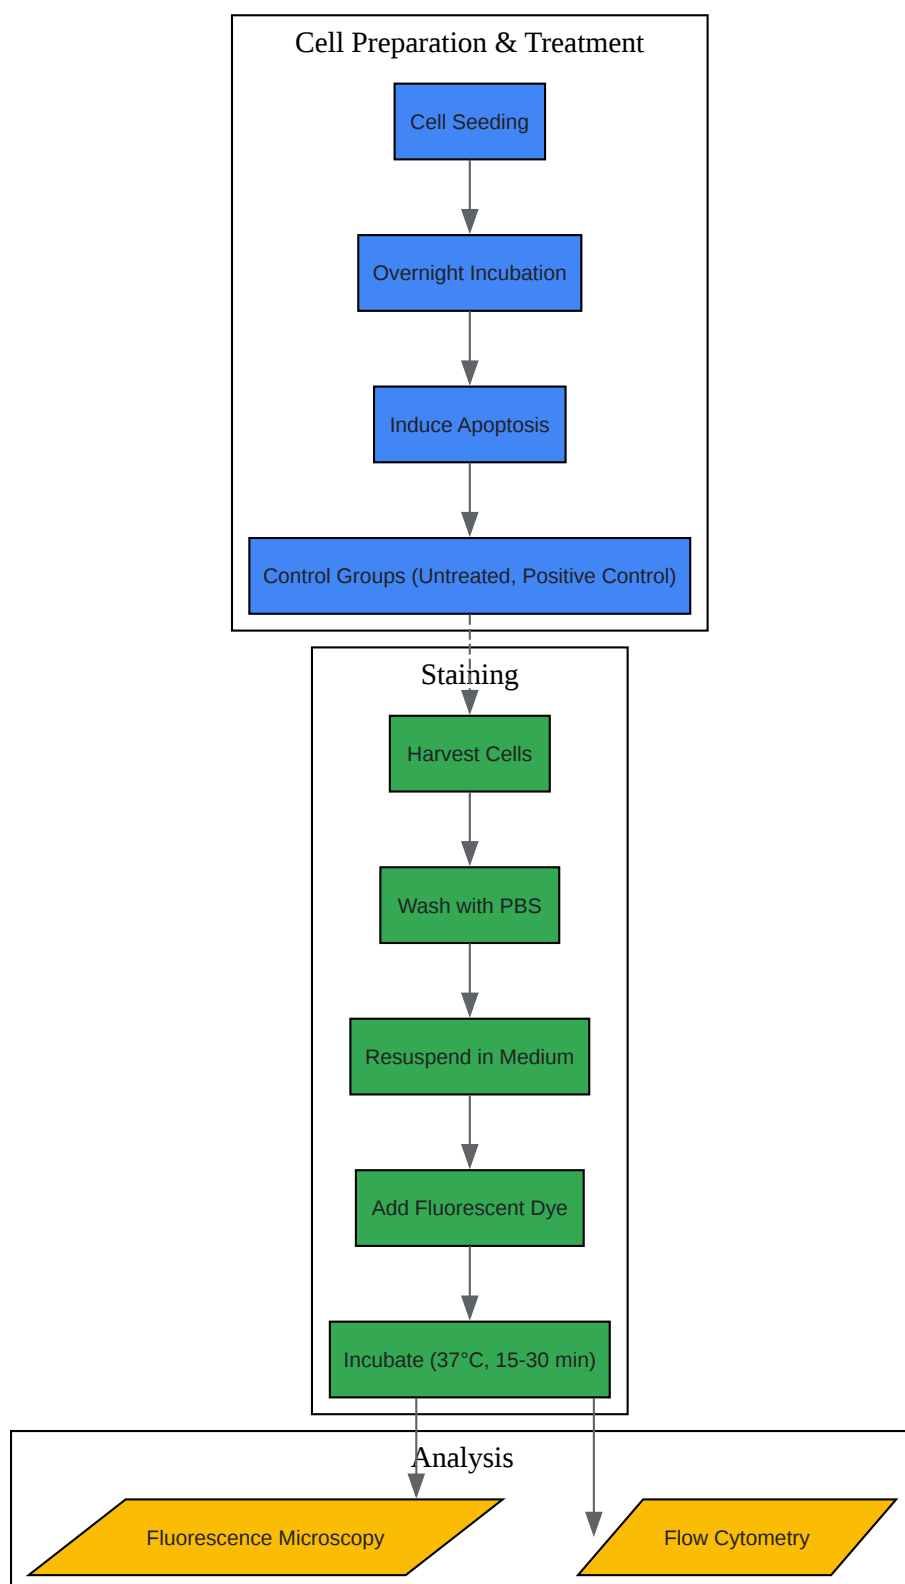 Cell Preparation & Treatment
Cell Seeding
Overnight Incubation
Induce Apoptosis
Control Groups (Untreated, Positive Control)
Staining
Harvest Cells
Wash with PBS
Resuspend in Medium
Add Fluorescent Dye
Incubate (37°C, 15-30 min)
Analysis
Fluorescence Microscopy
Flow Cytometry